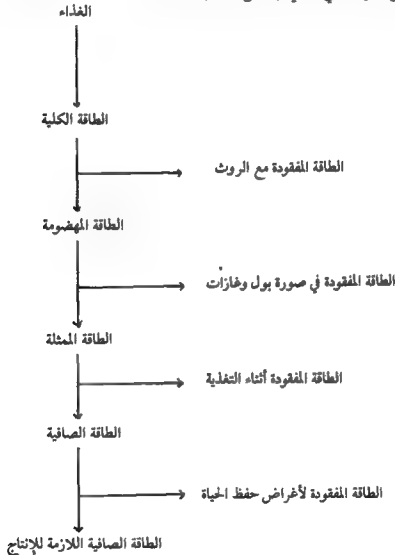 الغذاء
الطاقة الكلية
الطاقة المفقودة مع الروث
الطاقة المهضومة
الطاقة المفقودة في صورة بول وغازات
الطاقة الممثلة
الطاقة المفقودة أثناء التغذية
الطاقة الصافية
الطاقة المفقودة لأغراض حفظ الحياة
الطاقة الصافية اللازمة للإنتاج